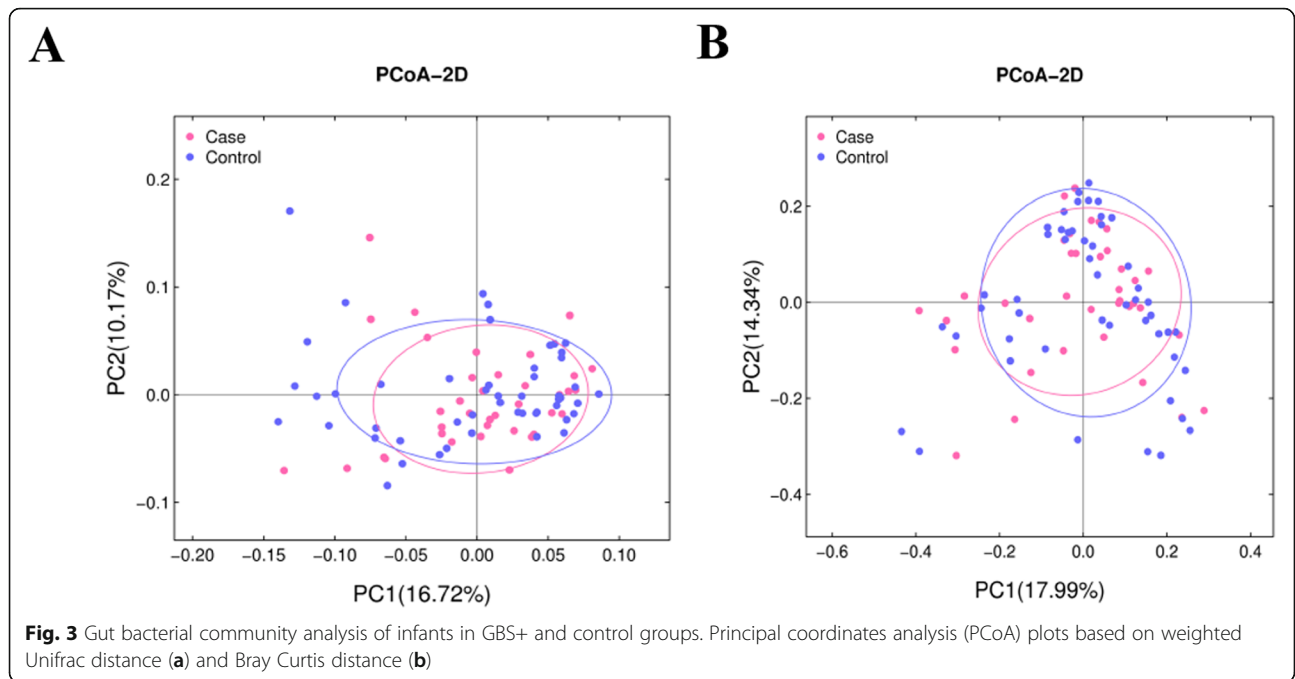 A
PCoA−2D
Case
Control
0.2
0.1
0.0
−0.1
PC2(10.17%)
−0.20 −0.15 −0.10 −0.05 0.00 0.05 0.10
PC1(16.72%)
B
PCoA−2D
Case
Control
0.2
0.0
−0.2
−0.4
PC2(14.34%)
−0.6 −0.4 −0.2 0.0 0.2 0.4
PC1(17.99%)
Fig. 3 Gut bacterial community analysis of infants in GBS+ and control groups. Principal coordinates analysis (PCoA) plots based on weighted
Unifrac distance (a) and Bray Curtis distance (b)